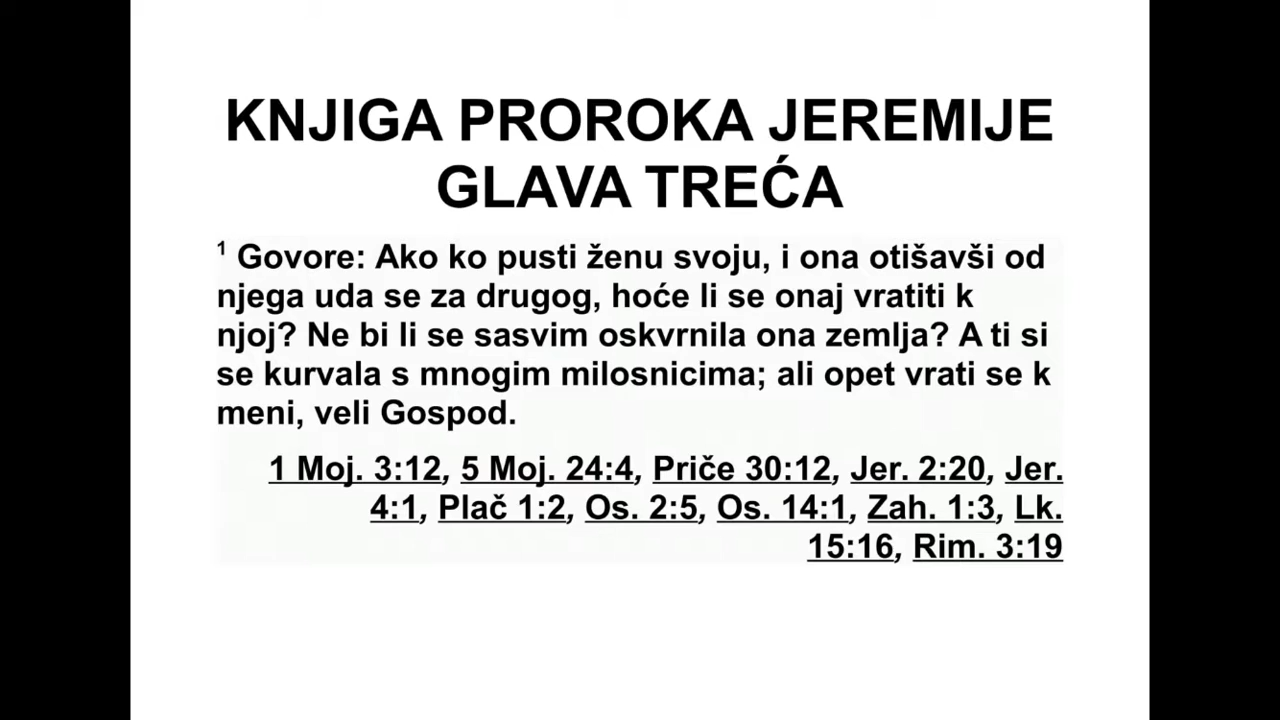 KNJIGA PROROKA JEREMIJE
GLAVA TREĆA
1 Govore: Ako ko pusti ženu svoju, i ona otišavši od
njega uda se za drugog, hoće li se onaj vratiti k
njoj? Ne bi li se sasvim oskvrnila ona zemlja? A ti si
se kurvala s mnogim milosnicima; ali opet vrati se k
meni, veli Gospod.
1 Moj. 3:12, 5 Moj. 24:4, Priče 30:12, Jer. 2:20, Jer.
4:1, Plač 1:2, Os. 2:5, Os. 14:1, Zah. 1:3, Lk.
15:16, Rim. 3:19